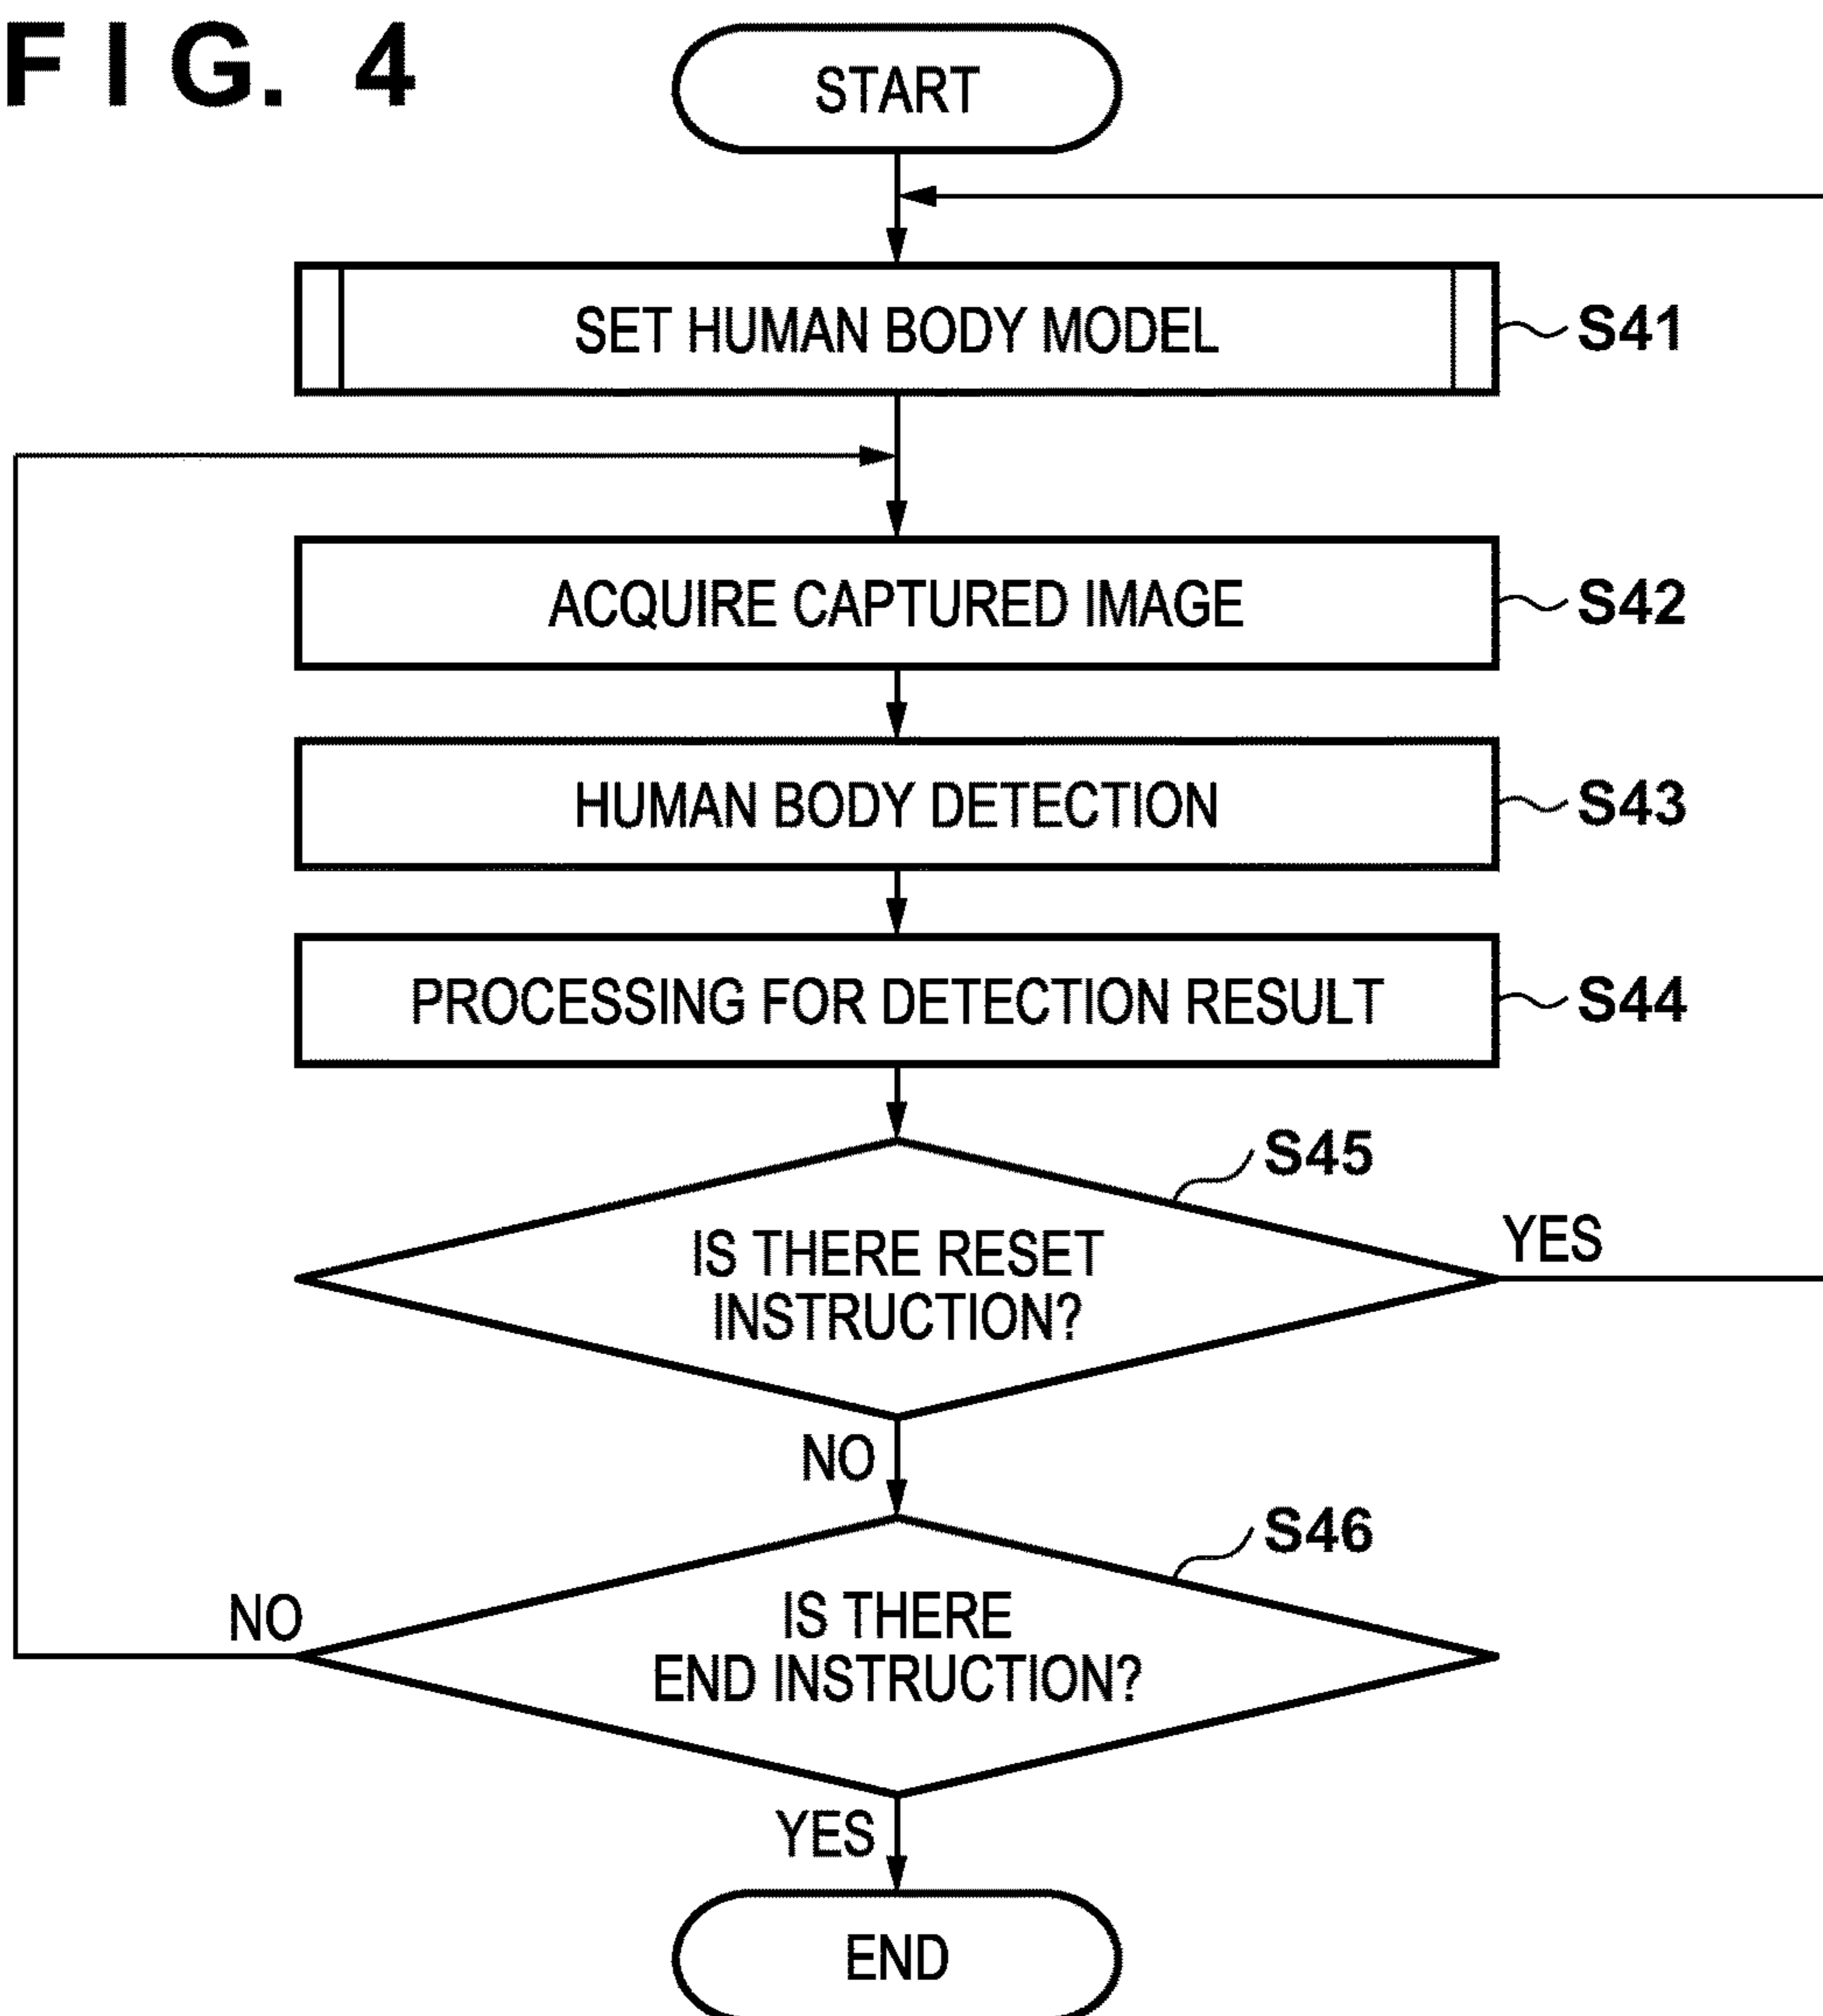 FIG. 4
START
SET HUMAN BODY MODEL
S41
ACQUIRE CAPTURED IMAGE
S42
HUMAN BODY DETECTION
S43
PROCESSING FOR DETECTION RESULT
S44
S45
IS THERE RESET
INSTRUCTION?
YES
NO
S46
IS THERE
END INSTRUCTION?
NO
YES
END